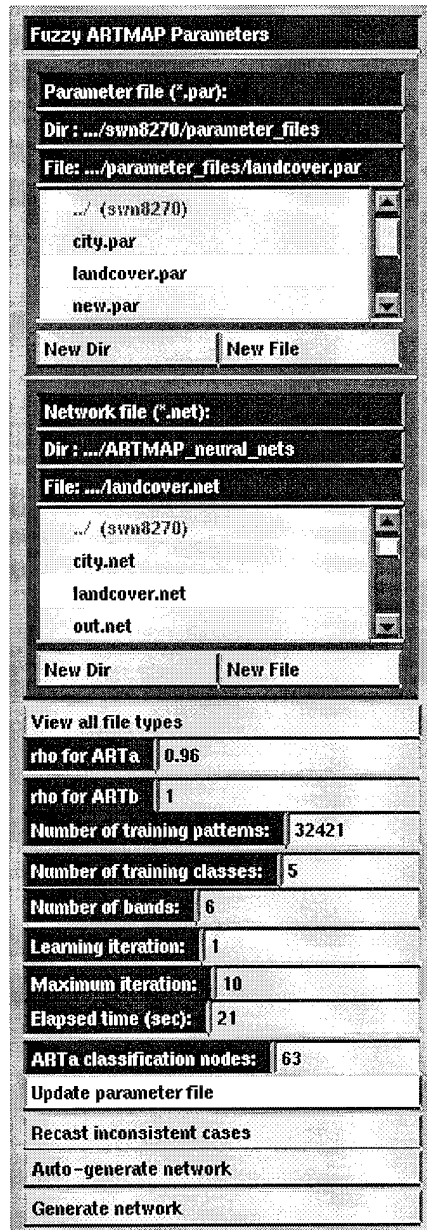 Fuzzy ARTMAP Parameters
Parameter file (*.par):
Dir : .../swn8270/parameter_files
File: .../parameter_files/landcover.par
../ (swn8270)
city.par
landcover.par
new.par
New Dir New File
Network file (*.net):
Dir : .../ARTMAP_neural_nets
File: .../landcover.net
../ (swn8270)
city.net
landcover.net
out.net
New Dir New File
View all file types
rho for ARTa 0.96
rho for ARTb 1
Number of training patterns: 32421
Number of training classes: 5
Number of bands: 6
Learning iteration: 1
Maximum iteration: 10
Elapsed time (sec): 21
ARTa classification nodes: 63
Update parameter file
Recast inconsistent cases
Auto-generate network
Generate network